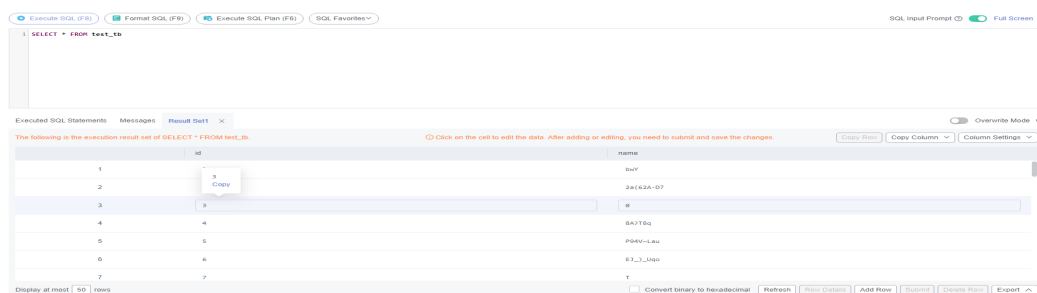 Execute SQL (F8) Format SQL (F9) Execute SQL Plan (F6) SQL Favorites SQL Input Prompt Full Screen
1 SELECT * FROM test_tb
Executed SQL Statements Messages Result Set1 × Overwrite Mode
The following is the execution result set of SELECT * FROM test_tb. Click on the cell to edit the data. After adding or editing, you need to submit and save the changes. Copy Row Copy Column Column Settings
id name
1 bwY
3
Copy
2 2a(62A-D7
3 3 @
4 4 8A7T8q
5 5 P94V~Lau
6 6 EJ_)_Uqo
7 7 T
Display at most 50 rows Convert binary to hexadecimal Refresh Row Details Add Row Submit Delete Row Export